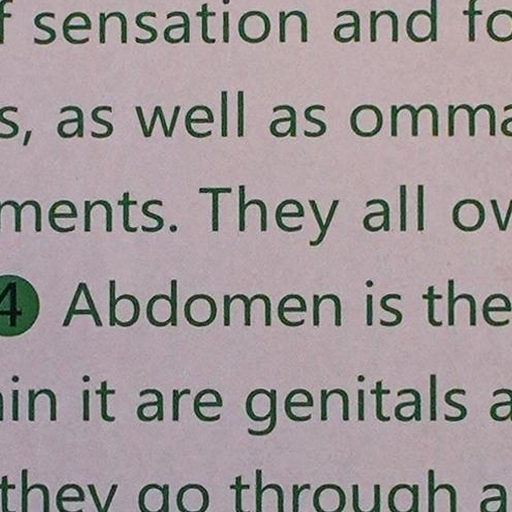 f sensation and fo
s, as well as omma
ments. They all ov
4 Abdomen is the
in it are genitals a
they go through a